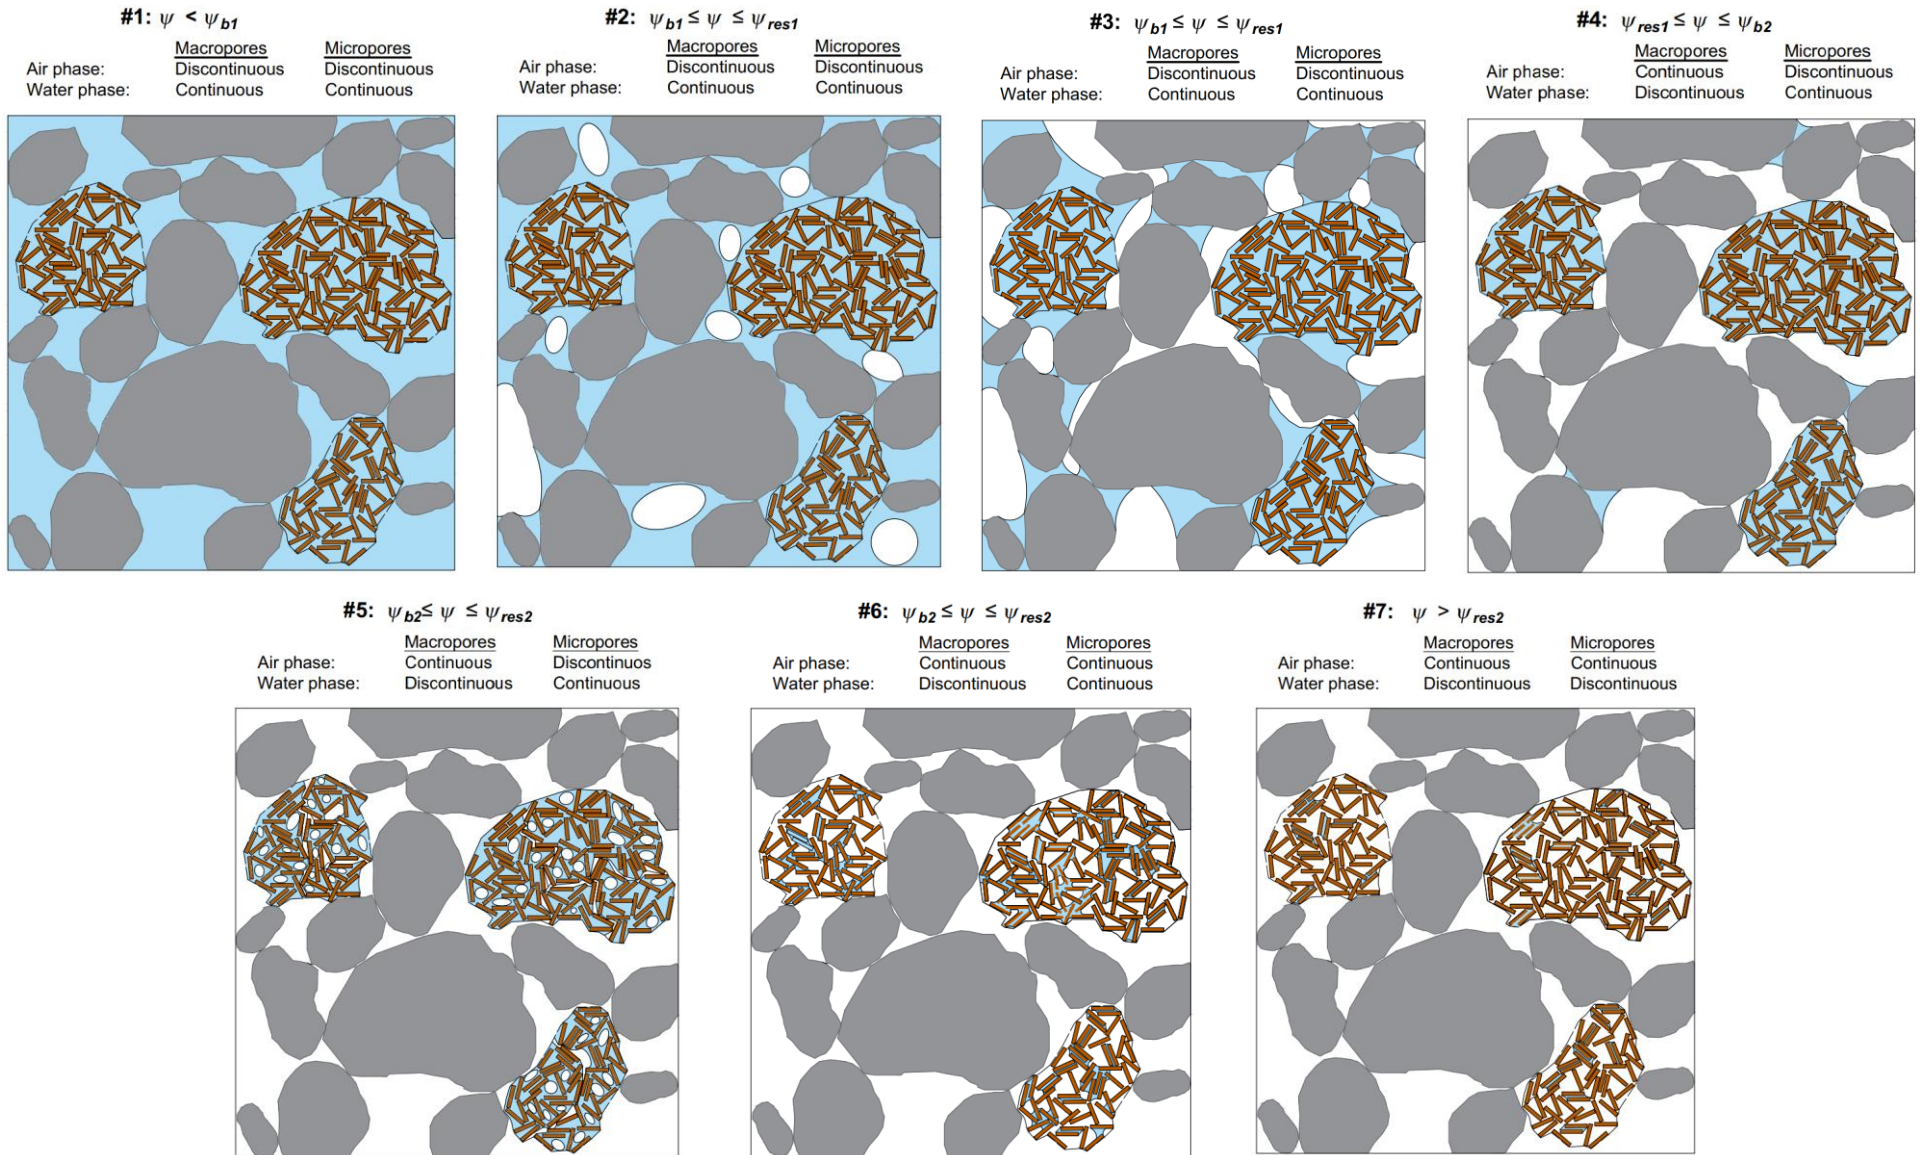 #1: ψ < ψb1
Macropores Micropores
Air phase: Discontinuous Discontinuous
Water phase: Continuous Continuous
#2: ψb1 ≤ ψ ≤ ψres1
Macropores Micropores
Air phase: Discontinuous Discontinuous
Water phase: Continuous Continuous
#3: ψb1 ≤ ψ ≤ ψres1
Macropores Micropores
Air phase: Discontinuous Discontinuous
Water phase: Continuous Continuous
#4: ψres1 ≤ ψ ≤ ψb2
Macropores Micropores
Air phase: Continuous Discontinuous
Water phase: Discontinuous Continuous
#5: ψb2 ≤ ψ ≤ ψres2
Macropores Micropores
Air phase: Continuous Discontinuos
Water phase: Discontinuous Continuous
#6: ψb2 ≤ ψ ≤ ψres2
Macropores Micropores
Air phase: Continuous Continuous
Water phase: Discontinuous Continuous
#7: ψ > ψres2
Macropores Micropores
Air phase: Continuous Continuous
Water phase: Discontinuous Discontinuous